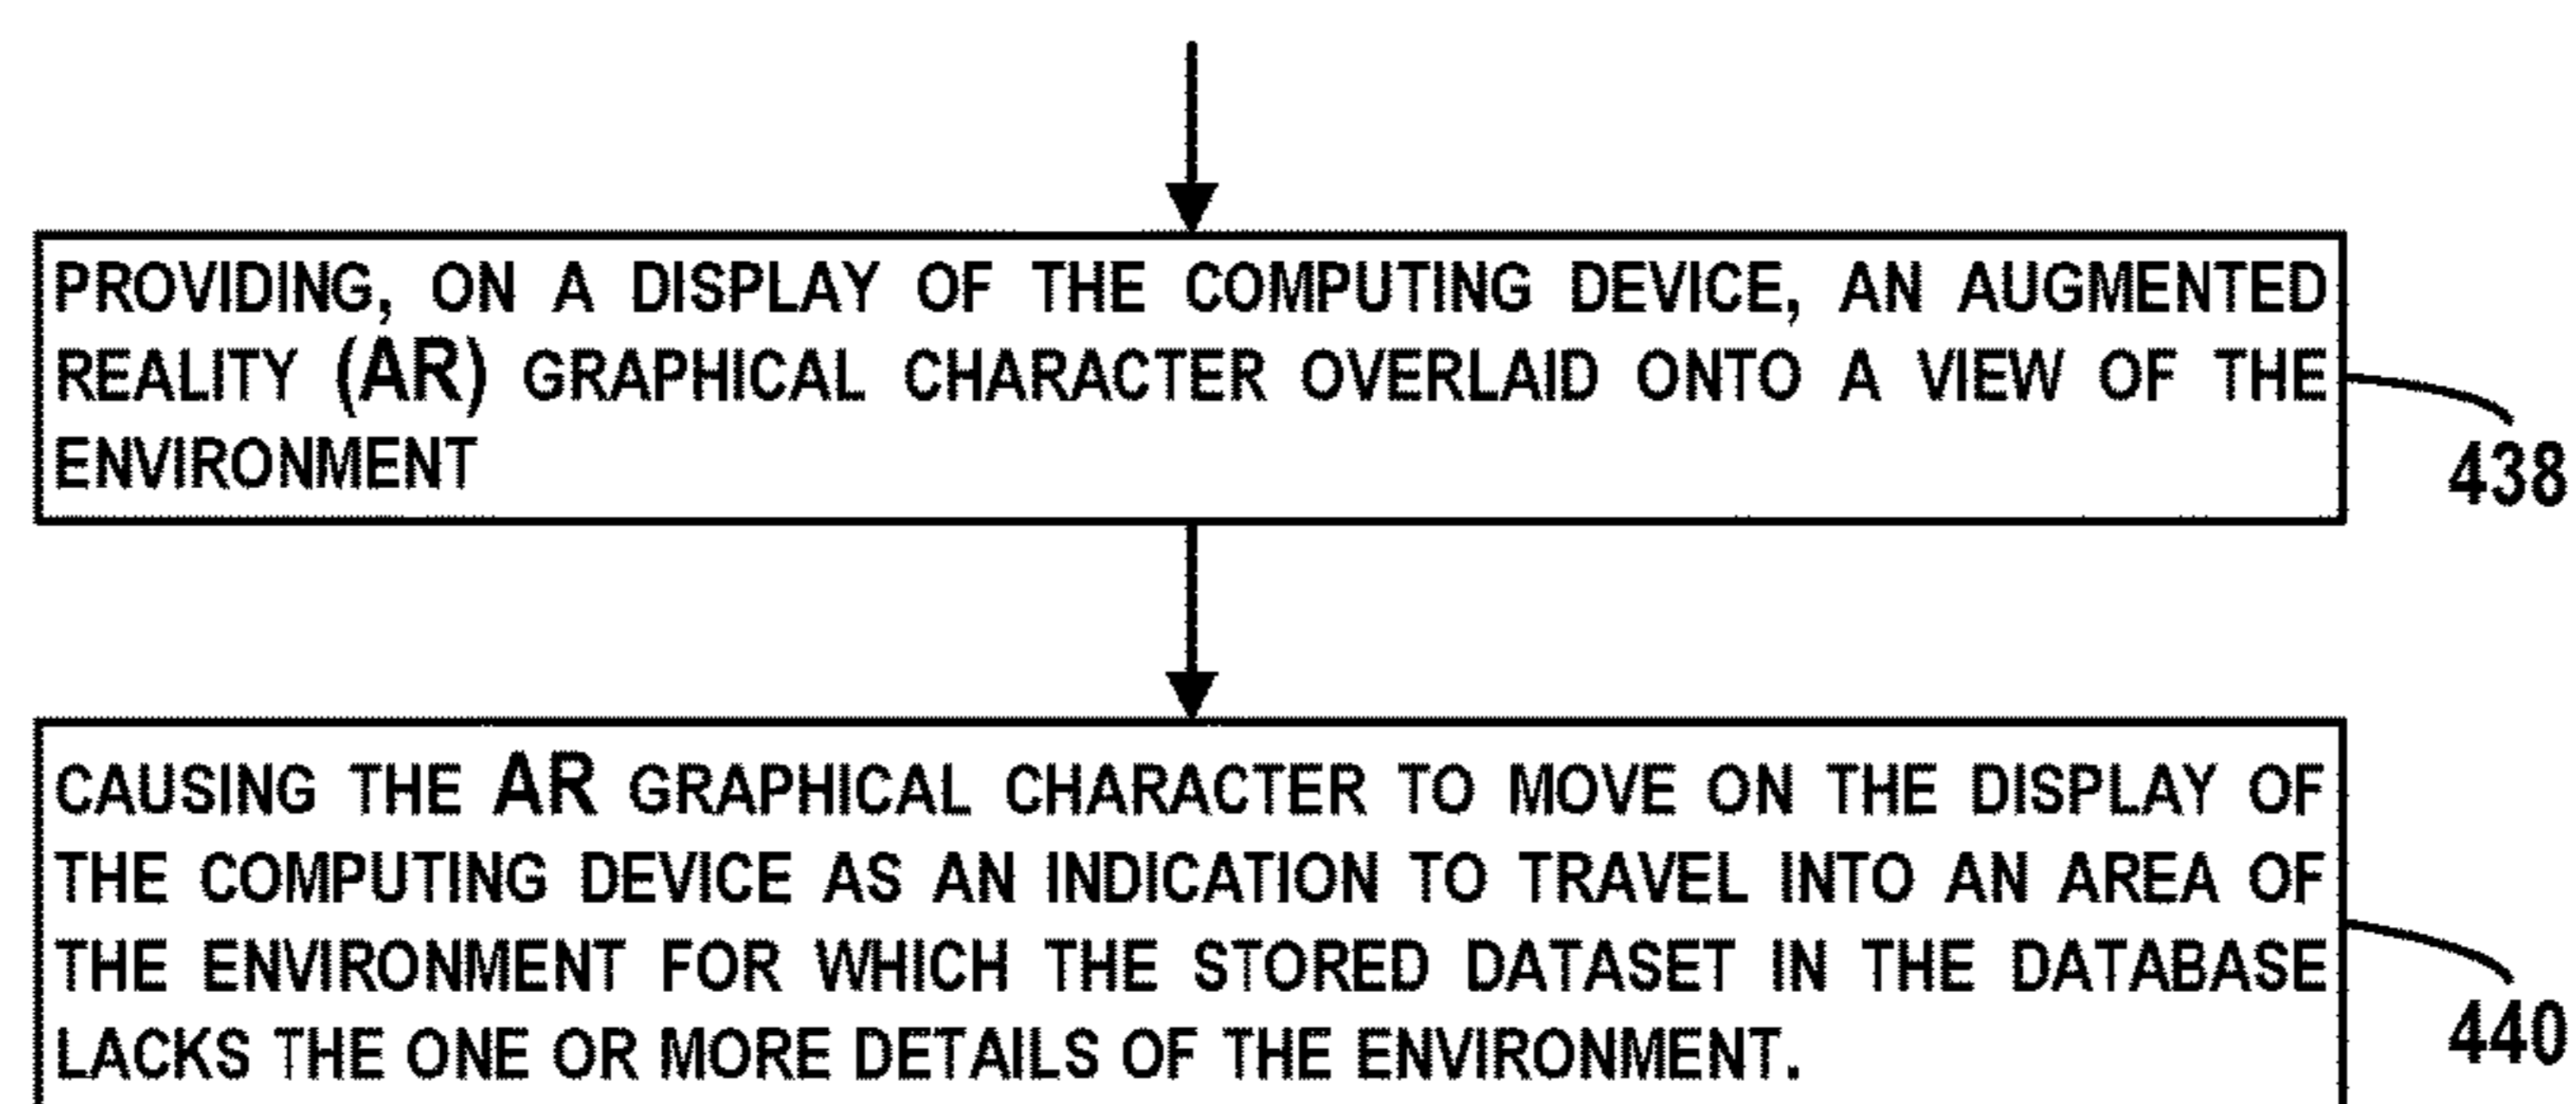 PROVIDING, ON A DISPLAY OF THE COMPUTING DEVICE, AN AUGMENTED
REALITY (AR) GRAPHICAL CHARACTER OVERLAID ONTO A VIEW OF THE
ENVIRONMENT
438
CAUSING THE AR GRAPHICAL CHARACTER TO MOVE ON THE DISPLAY OF
THE COMPUTING DEVICE AS AN INDICATION TO TRAVEL INTO AN AREA OF
THE ENVIRONMENT FOR WHICH THE STORED DATASET IN THE DATABASE
LACKS THE ONE OR MORE DETAILS OF THE ENVIRONMENT.
440